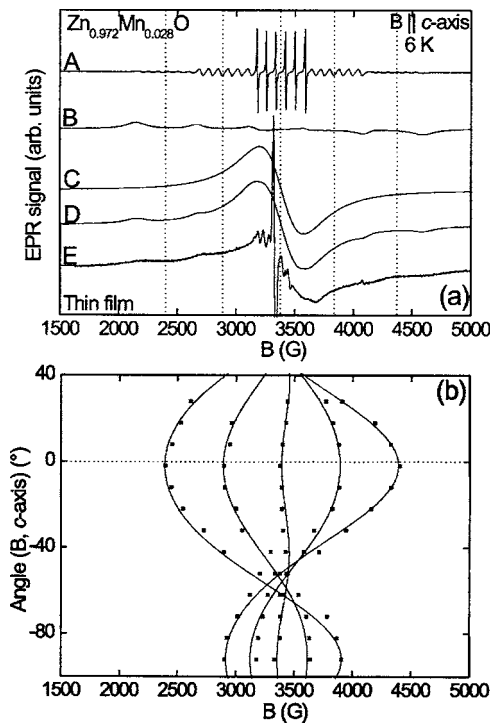 Zn0.972Mn0.028O
B || c-axis
6 K
A
B
C
D
E
Thin film
(a)
EPR signal (arb. units)
1500 2000 2500 3000 3500 4000 4500 5000
B (G)
(b)
40
0
-40
-80
Angle (B, c-axis) (°)
1500 2000 2500 3000 3500 4000 4500 5000
B (G)